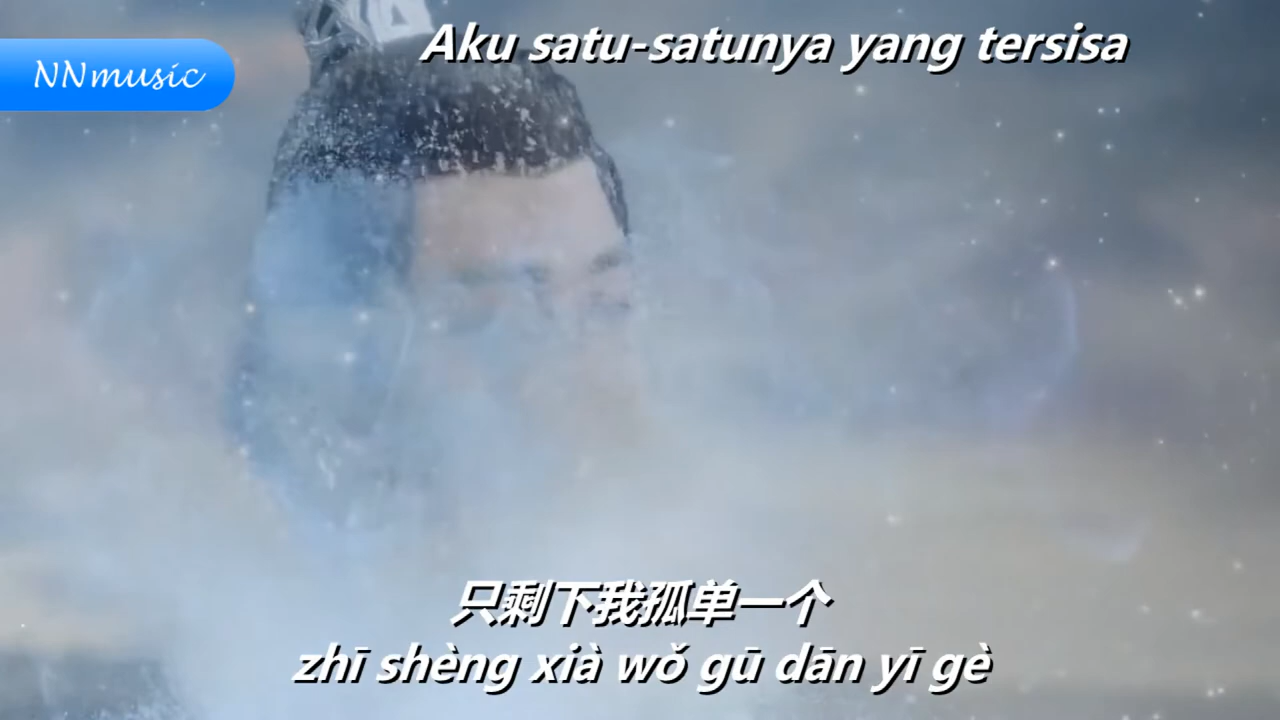 Aku satu-satunya yang tersisa
NNmusic
只剩下我孤单一个
zhī shèng xià wǒ gū dān yī gè